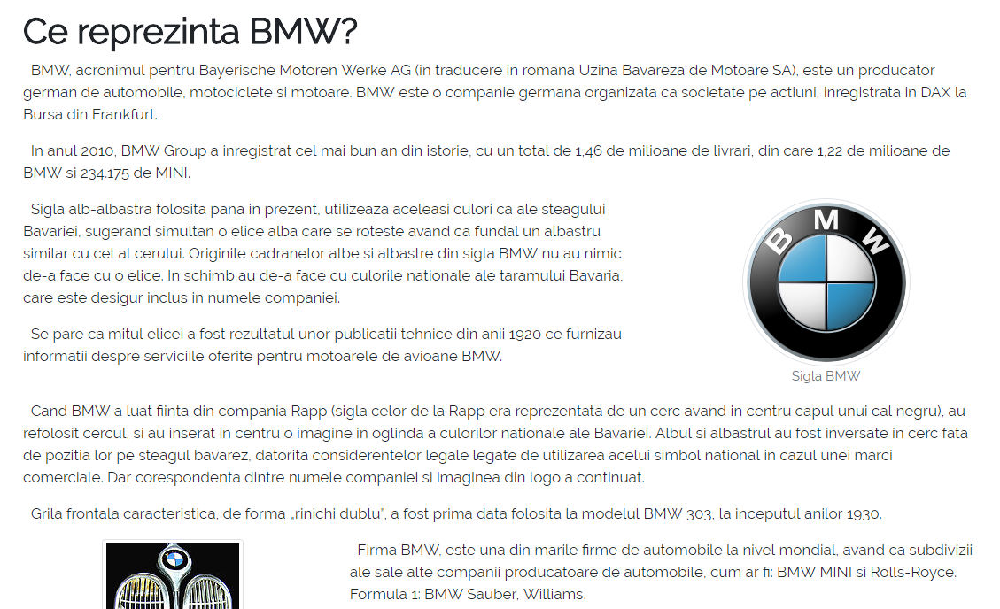 Ce reprezinta BMW?
BMW, acronimul pentru Bayerische Motoren Werke AG (in traducere in romana Uzina Bavareza de Motoare SA), este un producator
german de automobile, motociclete si motoare. BMW este o companie germana organizata ca societate pe actiuni, inregistrata in DAX la
Bursa din Frankfurt.
In anul 2010, BMW Group a inregistrat cel mai bun an din istorie, cu un total de 1,46 de milioane de livrari, din care 1,22 de milioane de
BMW si 234.175 de MINI.
Sigla alb-albastra folosita pana in prezent, utilizeaza aceleasi culori ca ale steagului
Bavariei, sugerand simultan o elice alba care se roteste avand ca fundal un albastru
similar cu cel al cerului. Originile cadranelor albe si albastre din sigla BMW nu au nimic
de-a face cu o elice. In schimb au de-a face cu culorile nationale ale taramului Bavaria,
care este desigur inclus in numele companiei.
Se pare ca mitul elicei a fost rezultatul unor publicatii tehnice din anii 1920 ce furnizau
informatii despre serviciile oferite pentru motoarele de avioane BMW.
BMW
Sigla BMW
Cand BMW a luat fiinta din compania Rapp (sigla celor de la Rapp era reprezentata de un cerc avand in centru capul unui cal negru), au
refolosit cercul, si au inserat in centru o imagine in oglinda a culorilor nationale ale Bavariei. Albul si albastrul au fost inversate in cerc fata
de pozitia lor pe steagul bavarez, datorita considerentelor legale legate de utilizarea acelui simbol national in cazul unei marci
comerciale. Dar corespondenta dintre numele companiei si imaginea din logo a continuat.
Grila frontala caracteristica, de forma „rinichi dublu”, a fost prima data folosita la modelul BMW 303, la inceputul anilor 1930.
Firma BMW, este una din marile firme de automobile la nivel mondial, avand ca subdivizii
ale sale alte companii producătoare de automobile, cum ar fi: BMW MINI si Rolls-Royce.
Formula 1: BMW Sauber, Williams.